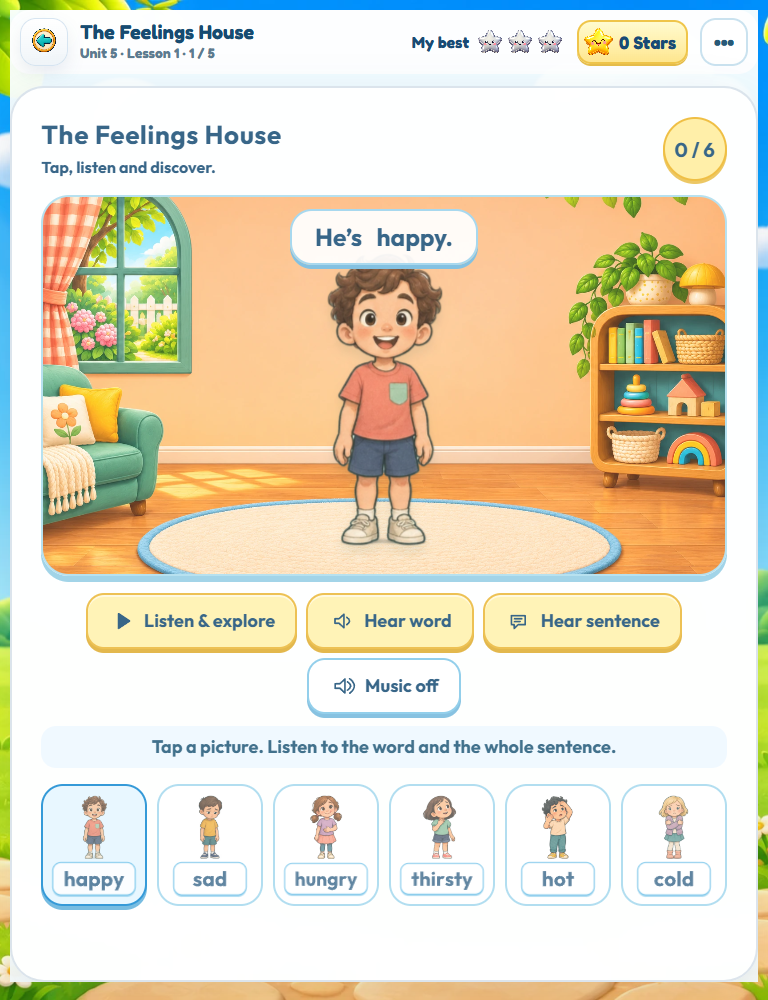 The Feelings House
Unit 5 · Lesson 1 · 1 / 5
My best
0 Stars
The Feelings House
Tap, listen and discover.
0 / 6
He’s happy.
Listen & explore
Hear word
Hear sentence
Music off
Tap a picture. Listen to the word and the whole sentence.
happy
sad
hungry
thirsty
hot
cold